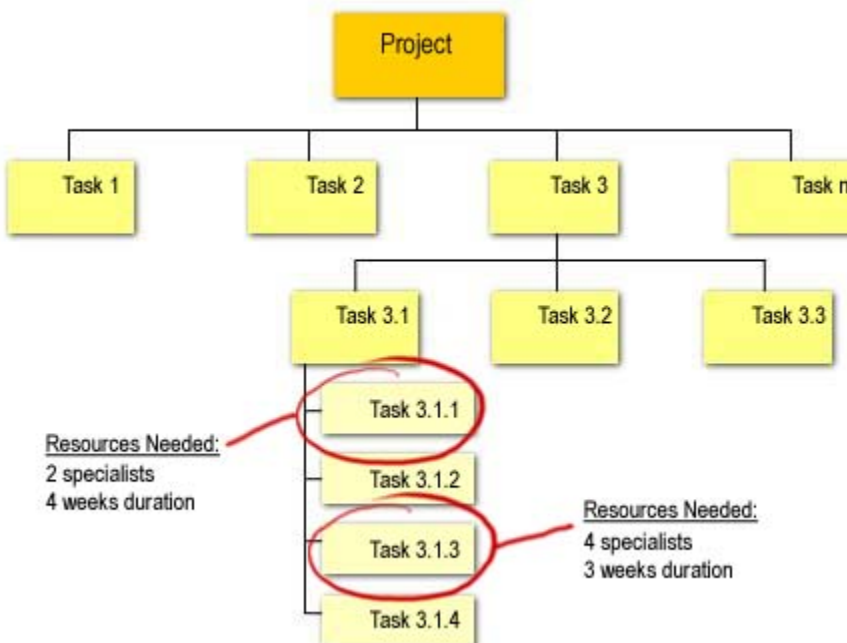 Project
Task 1
Task 2
Task 3
Task n
Task 3.1
Task 3.2
Task 3.3
Task 3.1.1
Resources Needed:
2 specialists
4 weeks duration
Task 3.1.2
Task 3.1.3
Resources Needed:
4 specialists
3 weeks duration
Task 3.1.4